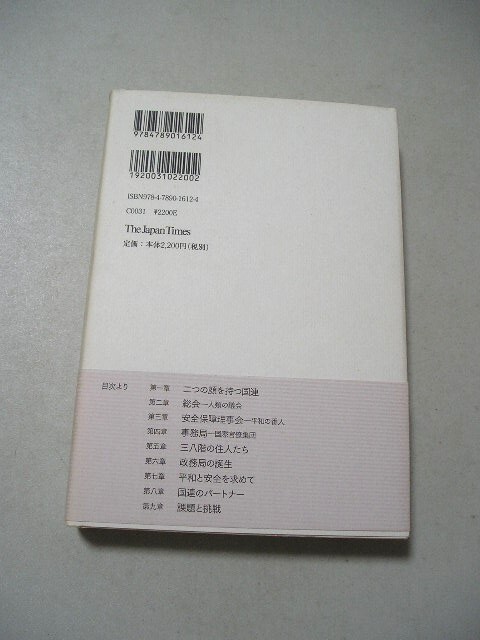 9784789016124
1920031022002
ISBN978-4-7890-1612-4
C0031 ¥2200E
The Japan Times
定価：本体2,200円（税別）
目次より 第一章 二つの顔を持つ国連
第二章 総会―人類の議会
第三章 安全保障理事会―平和の番人
第四章 事務局―国際官僚集団
第五章 三八階の住人たち
第六章 政務局の誕生
第七章 平和と安全を求めて
第八章 国連のパートナー
第九章 課題と挑戦